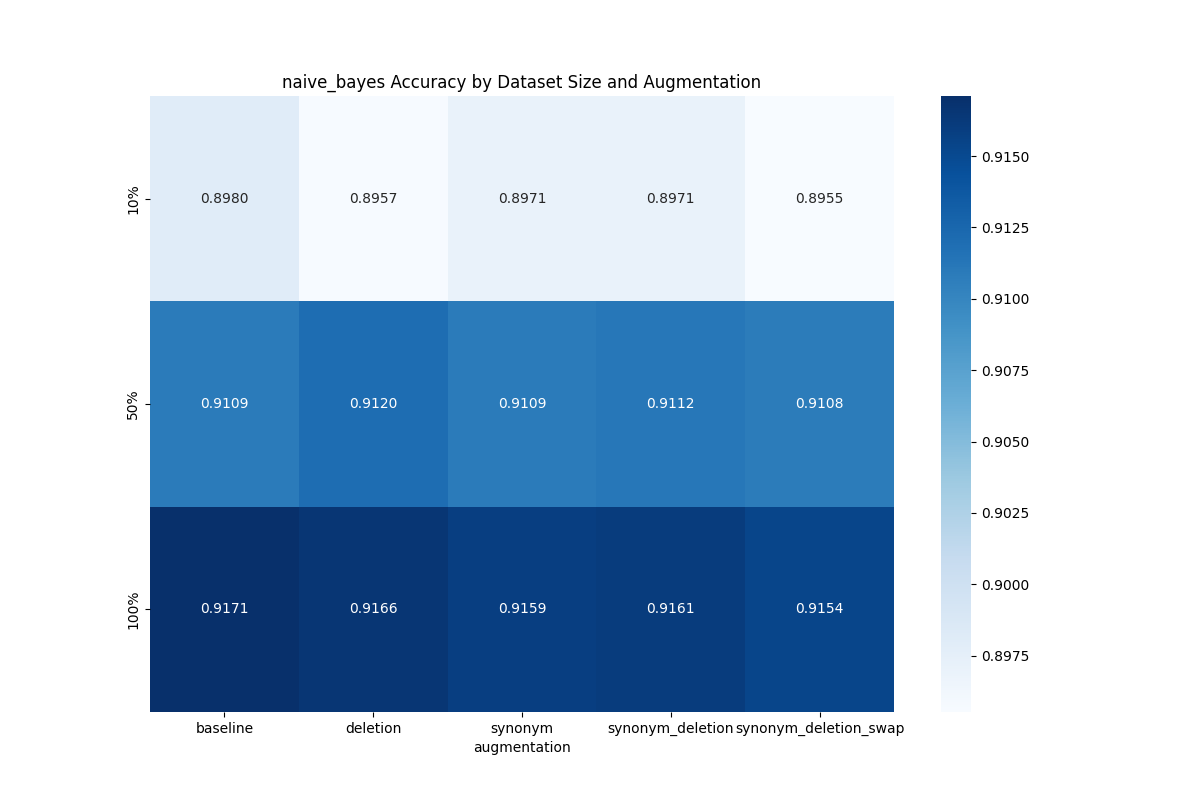 naive_bayes Accuracy by Dataset Size and Augmentation
10%
0.8980 0.8957 0.8971 0.8971 0.8955
50%
0.9109 0.9120 0.9109 0.9112 0.9108
100%
0.9171 0.9166 0.9159 0.9161 0.9154
baseline deletion synonym synonym_deletion synonym_deletion_swap
augmentation
0.9150
0.9125
0.9100
0.9075
0.9050
0.9025
0.9000
0.8975